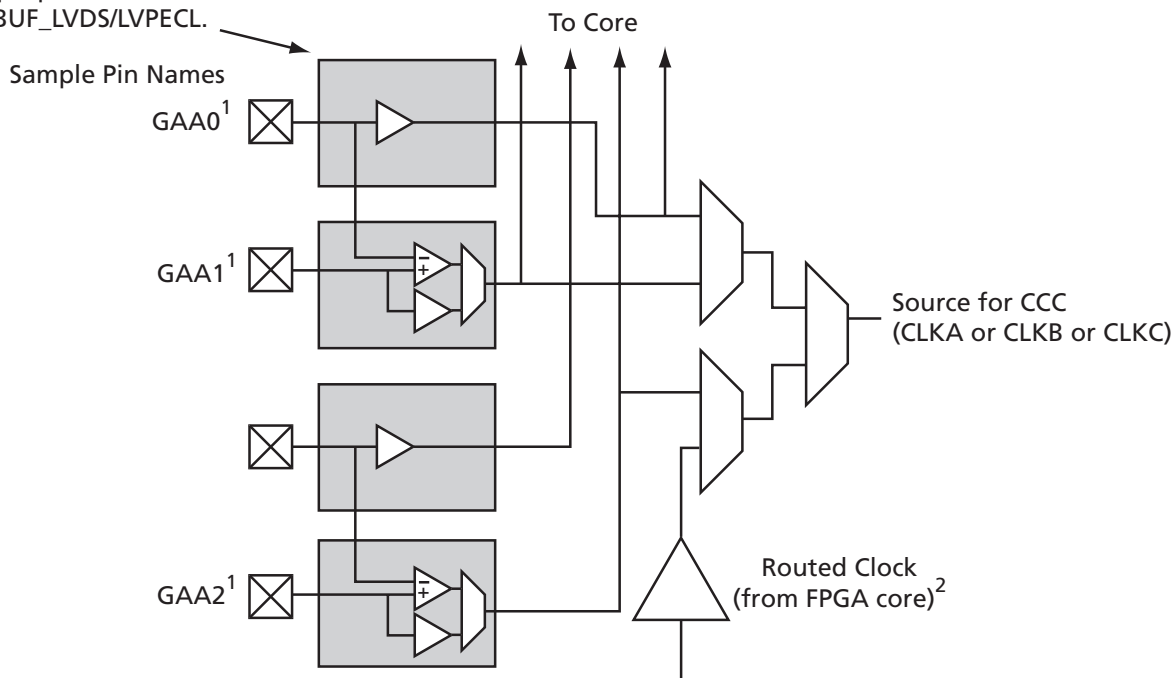 BUF_LVDS/LVPECL.
To Core
Sample Pin Names
GAA0¹
GAA1¹
Source for CCC
(CLKA or CLKB or CLKC)
GAA2¹
Routed Clock
(from FPGA core)²
−
+
−
+